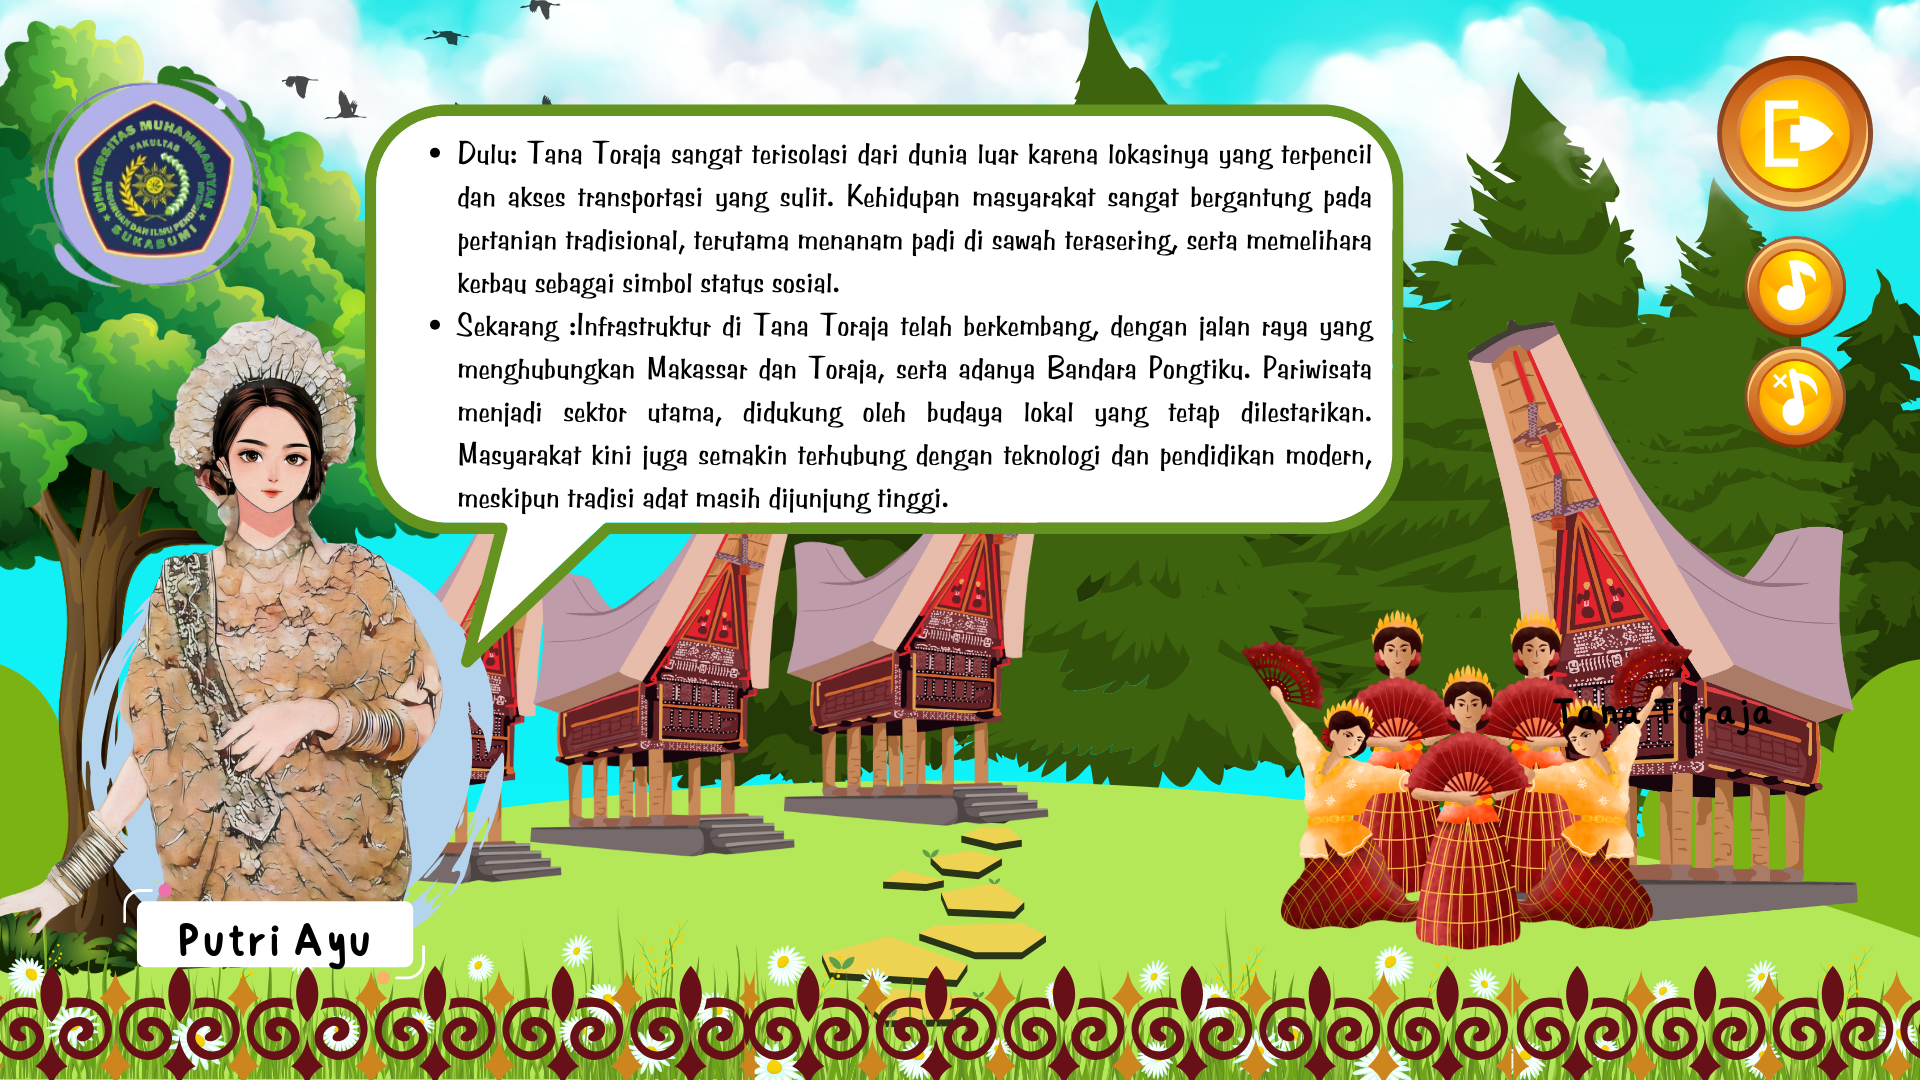 UNIVERSITAS MUHAMMADIYAH
FAKULTAS
SUKABUMI
• Dulu: Tana Toraja sangat terisolasi dari dunia luar karena lokasinya yang terpencil
dan akses transportasi yang sulit. Kehidupan masyarakat sangat bergantung pada
pertanian tradisional, terutama menanam padi di sawah terasering, serta memelihara
kerbau sebagai simbol status sosial.
• Sekarang :Infrastruktur di Tana Toraja telah berkembang, dengan jalan raya yang
menghubungkan Makassar dan Toraja, serta adanya Bandara Pongtiku. Pariwisata
menjadi sektor utama, didukung oleh budaya lokal yang tetap dilestarikan.
Masyarakat kini juga semakin terhubung dengan teknologi dan pendidikan modern,
meskipun tradisi adat masih dijunjung tinggi.
Tana Toraja
Putri Ayu